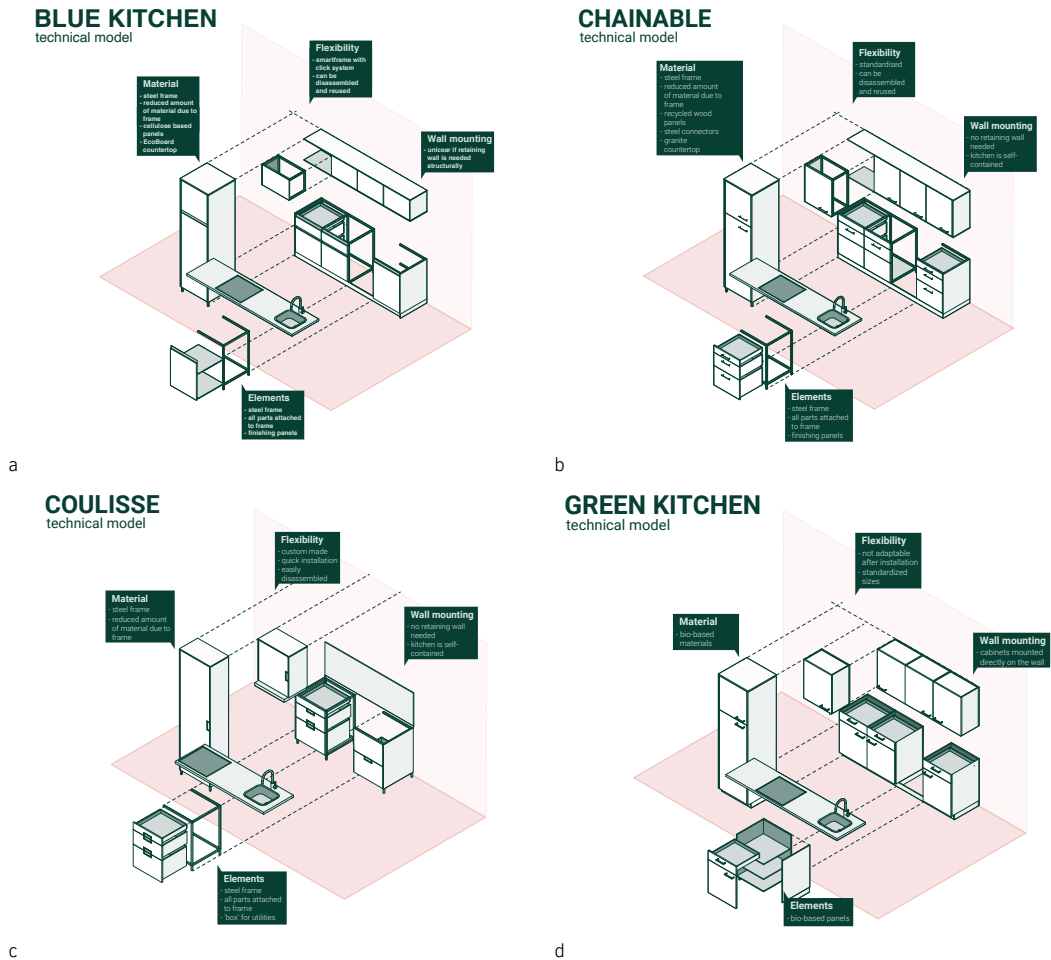 BLUE KITCHEN
technical model
Flexibility
- smartframe with
click system
- can be
disassembled
and reused
Material
- steel frame
- reduced amount
of material due to
frame
- cellulose based
panels
- EcoBoard
countertop
Wall mounting
- unicear if retaining
wall is needed
structurally
Elements
- steel frame
- all parts attached
to frame
- finishing panels
a
CHAINABLE
technical model
Flexibility
- standardised
- can be
disassembled
and reused
Material
- steel frame
- reduced amount
of material due to
frame
- recycled wood
panels
- steel connectors
- granite
countertop
Wall mounting
- no retaining wall
needed
- kitchen is self-
contained
Elements
- steel frame
- all parts attached
to frame
- finishing panels
b
COULISSE
technical model
Flexibility
- custom made
- quick installation
- easily
disassembled
Material
- steel frame
- reduced amount
of material due to
frame
Wall mounting
- no retaining wall
needed
- kitchen is self-
contained
Elements
- steel frame
- all parts attached
to frame
- 'box' for utilities
c
GREEN KITCHEN
technical model
Flexibility
- not adaptable
after installation
- standardized
sizes
Material
- bio-based
materials
Wall mounting
- cabinets mounted
directly on the wall
Elements
- bio-based panels
d